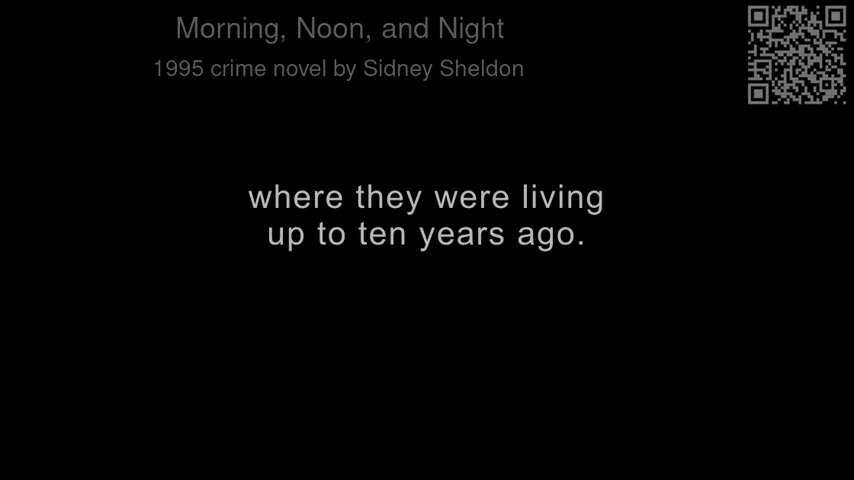 Morning, Noon, and Night
1995 crime novel by Sidney Sheldon
where they were living
up to ten years ago.